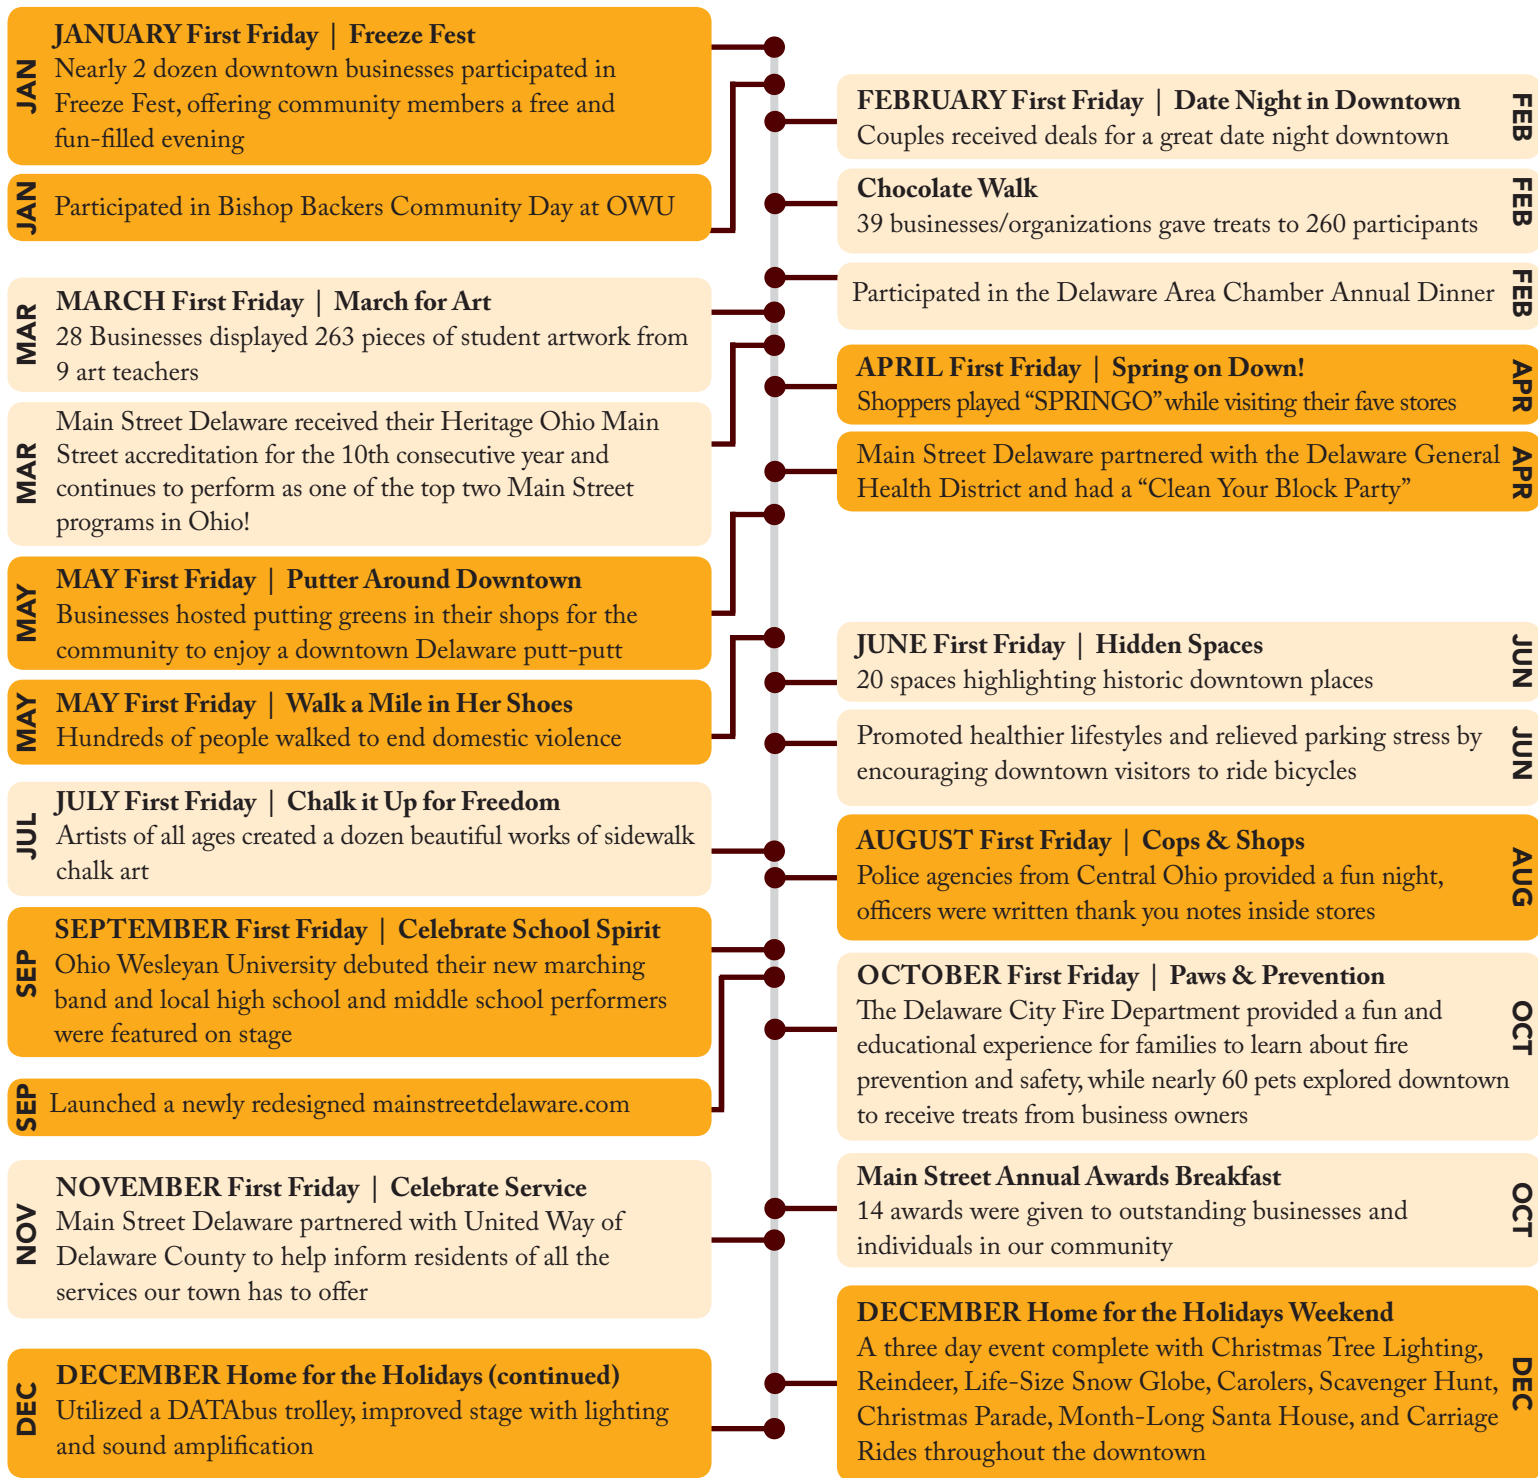 JAN
JANUARY First Friday | Freeze Fest
Nearly 2 dozen downtown businesses participated in
Freeze Fest, offering community members a free and
fun-filled evening
JAN
Participated in Bishop Backers Community Day at OWU
FEBRUARY First Friday | Date Night in Downtown
Couples received deals for a great date night downtown
FEB
Chocolate Walk
39 businesses/organizations gave treats to 260 participants
FEB
Participated in the Delaware Area Chamber Annual Dinner
FEB
MAR
MARCH First Friday | March for Art
28 Businesses displayed 263 pieces of student artwork from
9 art teachers
MAR
Main Street Delaware received their Heritage Ohio Main
Street accreditation for the 10th consecutive year and
continues to perform as one of the top two Main Street
programs in Ohio!
APRIL First Friday | Spring on Down!
Shoppers played “SPRINGO” while visiting their fave stores
APR
Main Street Delaware partnered with the Delaware General
Health District and had a “Clean Your Block Party”
APR
MAY
MAY First Friday | Putter Around Downtown
Businesses hosted putting greens in their shops for the
community to enjoy a downtown Delaware putt-putt
MAY
MAY First Friday | Walk a Mile in Her Shoes
Hundreds of people walked to end domestic violence
JUNE First Friday | Hidden Spaces
20 spaces highlighting historic downtown places
JUN
Promoted healthier lifestyles and relieved parking stress by
encouraging downtown visitors to ride bicycles
JUN
JUL
JULY First Friday | Chalk it Up for Freedom
Artists of all ages created a dozen beautiful works of sidewalk
chalk art
AUGUST First Friday | Cops & Shops
Police agencies from Central Ohio provided a fun night,
officers were written thank you notes inside stores
AUG
SEP
SEPTEMBER First Friday | Celebrate School Spirit
Ohio Wesleyan University debuted their new marching
band and local high school and middle school performers
were featured on stage
SEP
Launched a newly redesigned mainstreetdelaware.com
OCTOBER First Friday | Paws & Prevention
The Delaware City Fire Department provided a fun and
educational experience for families to learn about fire
prevention and safety, while nearly 60 pets explored downtown
to receive treats from business owners
OCT
Main Street Annual Awards Breakfast
14 awards were given to outstanding businesses and
individuals in our community
OCT
NOV
NOVEMBER First Friday | Celebrate Service
Main Street Delaware partnered with United Way of
Delaware County to help inform residents of all the
services our town has to offer
DECEMBER Home for the Holidays Weekend
A three day event complete with Christmas Tree Lighting,
Reindeer, Life-Size Snow Globe, Carolers, Scavenger Hunt,
Christmas Parade, Month-Long Santa House, and Carriage
Rides throughout the downtown
DEC
DEC
DECEMBER Home for the Holidays (continued)
Utilized a DATAbus trolley, improved stage with lighting
and sound amplification